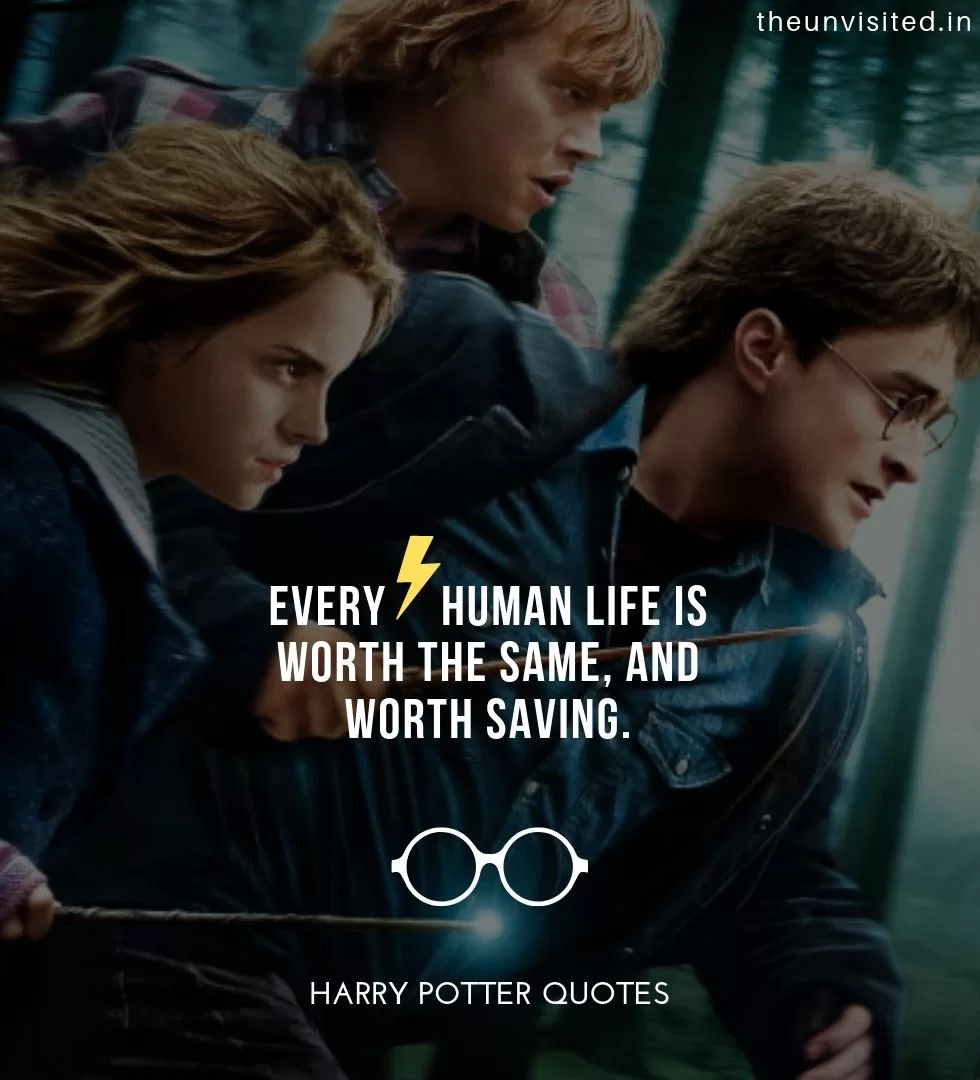 theunvisited.in
EVERY HUMAN LIFE IS
WORTH THE SAME, AND
WORTH SAVING.
HARRY POTTER QUOTES